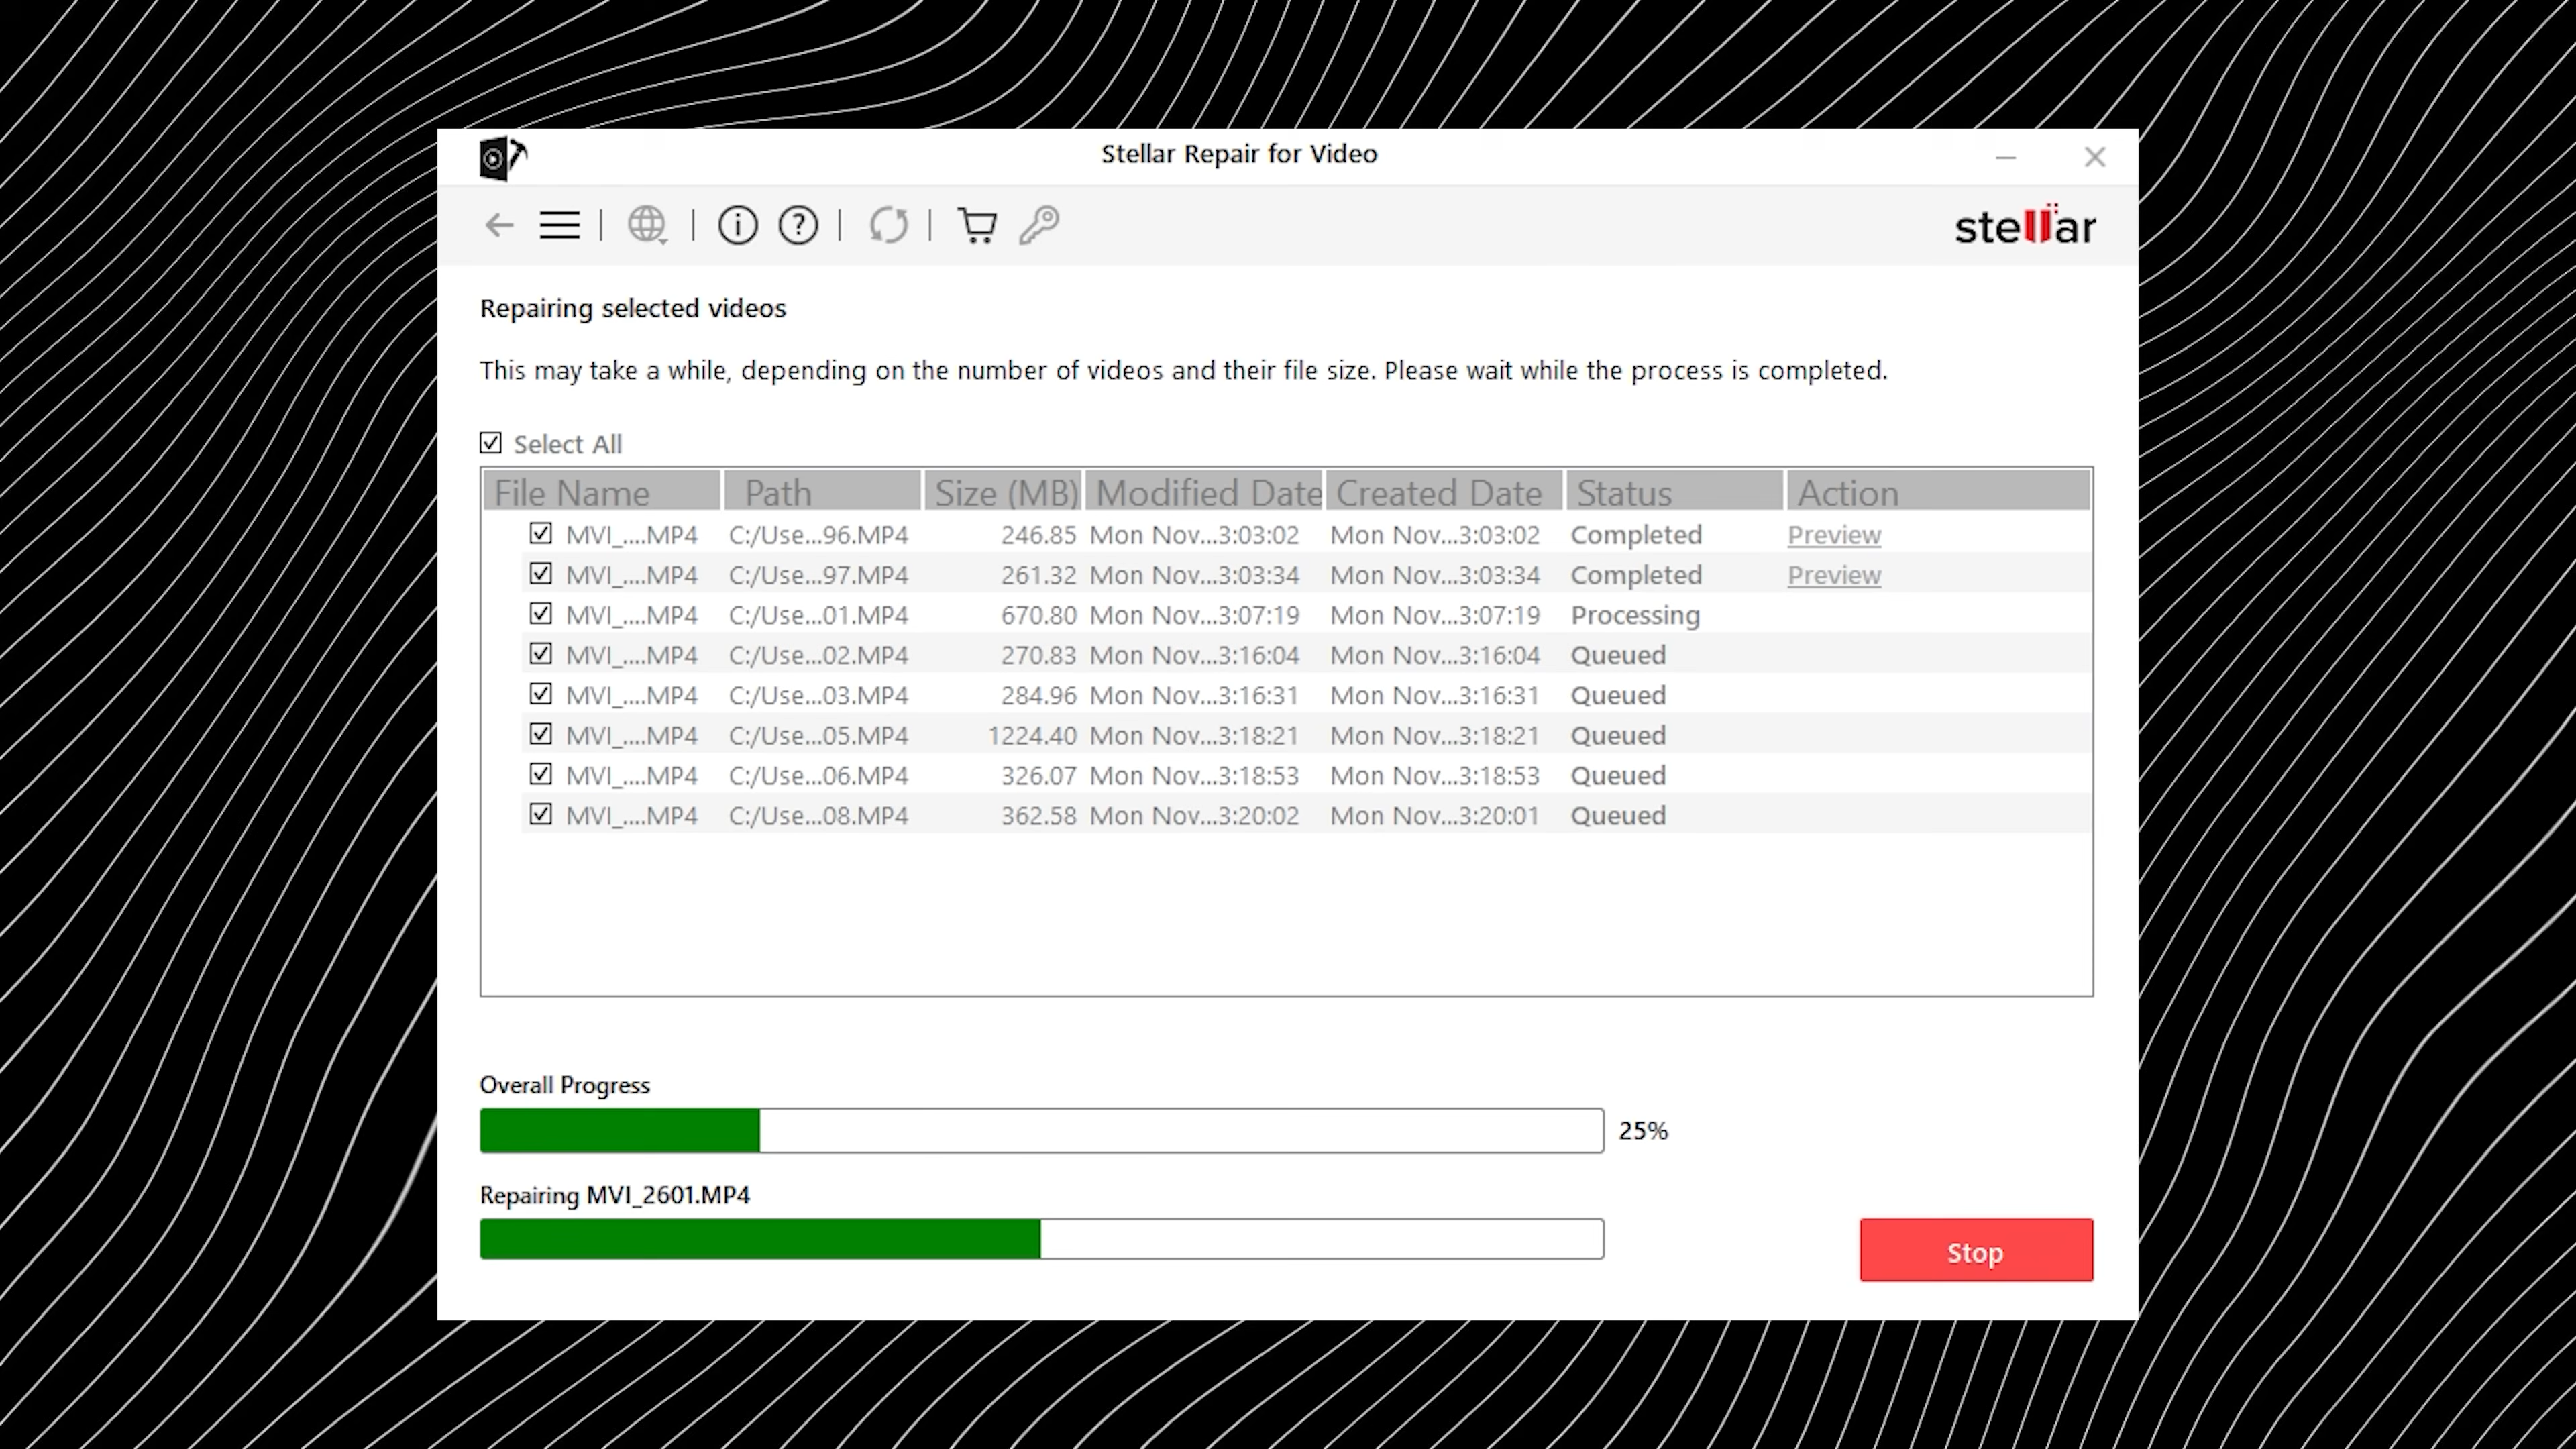 Stellar Repair for Video
stellar
Repairing selected videos
This may take a while, depending on the number of videos and their file size. Please wait while the process is completed.
Select All
File Name Path Size (MB) Modified Date Created Date Status Action
MVI_....MP4 C:/Use...96.MP4 246.85 Mon Nov...3:03:02 Mon Nov...3:03:02 Completed Preview
MVI_....MP4 C:/Use...97.MP4 261.32 Mon Nov...3:03:34 Mon Nov...3:03:34 Completed Preview
MVI_....MP4 C:/Use...01.MP4 670.80 Mon Nov...3:07:19 Mon Nov...3:07:19 Processing
MVI_....MP4 C:/Use...02.MP4 270.83 Mon Nov...3:16:04 Mon Nov...3:16:04 Queued
MVI_....MP4 C:/Use...03.MP4 284.96 Mon Nov...3:16:31 Mon Nov...3:16:31 Queued
MVI_....MP4 C:/Use...05.MP4 1224.40 Mon Nov...3:18:21 Mon Nov...3:18:21 Queued
MVI_....MP4 C:/Use...06.MP4 326.07 Mon Nov...3:18:53 Mon Nov...3:18:53 Queued
MVI_....MP4 C:/Use...08.MP4 362.58 Mon Nov...3:20:02 Mon Nov...3:20:01 Queued
Overall Progress
25%
Repairing MVI_2601.MP4
Stop